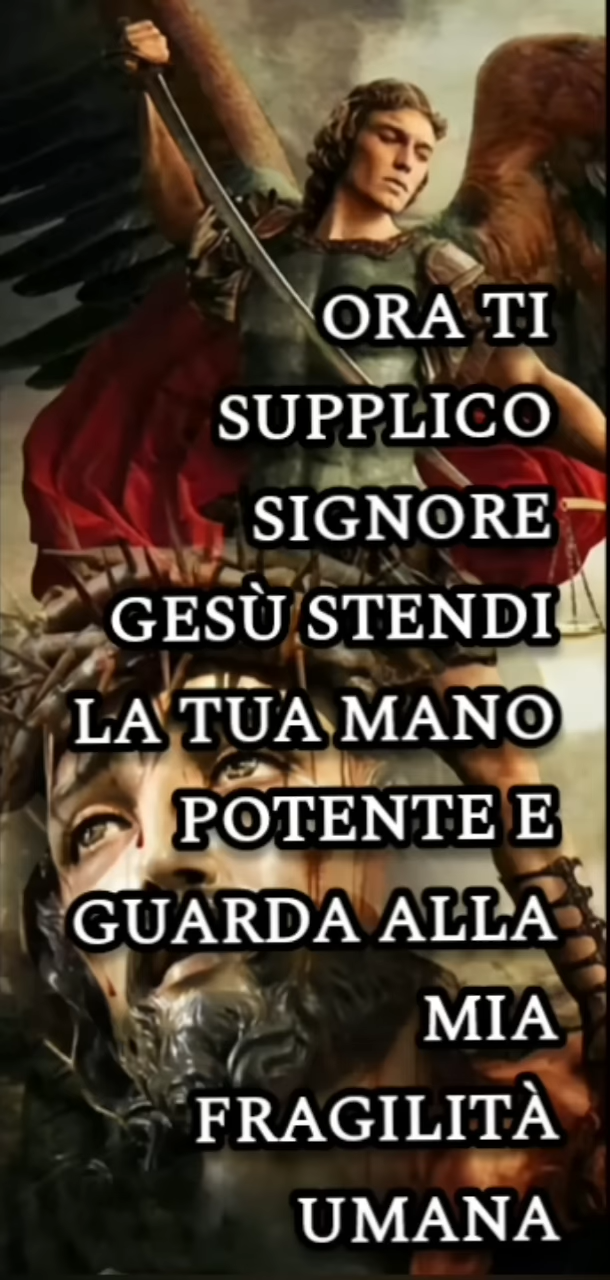 ORA TI
SUPPLICO
SIGNORE
GESÙ STENDI
LA TUA MANO
POTENTE E
GUARDA ALLA
MIA
FRAGILITÀ
UMANA